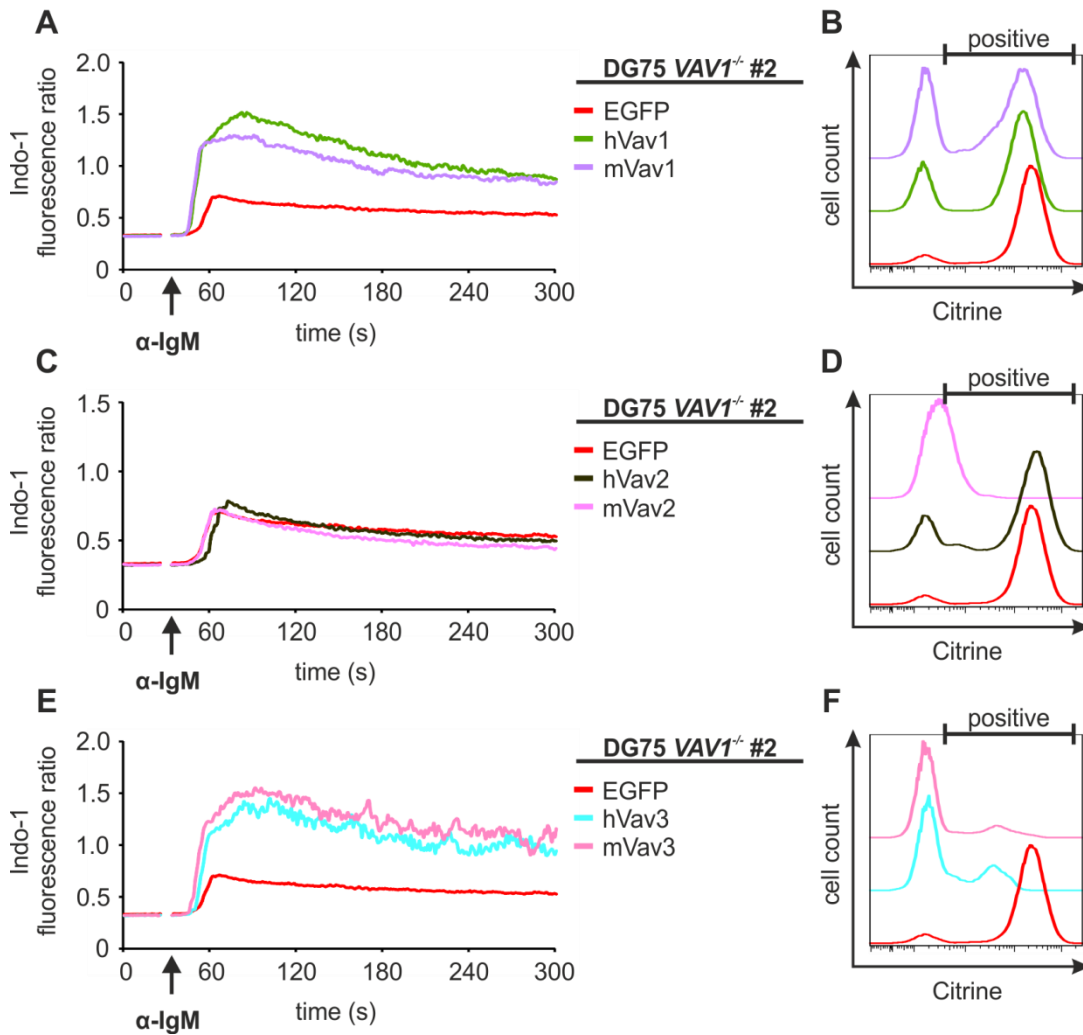 A
2.0
1.5
1.0
0.5
0
Indo-1
fluorescence ratio
0 60 120 180 240 300
α-IgM
time (s)
DG75 VAV1-/- #2
EGFP
hVav1
mVav1
B
positive
cell count
Citrine
C
1.5
1.0
0.5
0
Indo-1
fluorescence ratio
0 60 120 180 240 300
α-IgM
time (s)
DG75 VAV1-/- #2
EGFP
hVav2
mVav2
D
positive
cell count
Citrine
E
2.0
1.5
1.0
0.5
0
Indo-1
fluorescence ratio
0 60 120 180 240 300
α-IgM
time (s)
DG75 VAV1-/- #2
EGFP
hVav3
mVav3
F
positive
cell count
Citrine